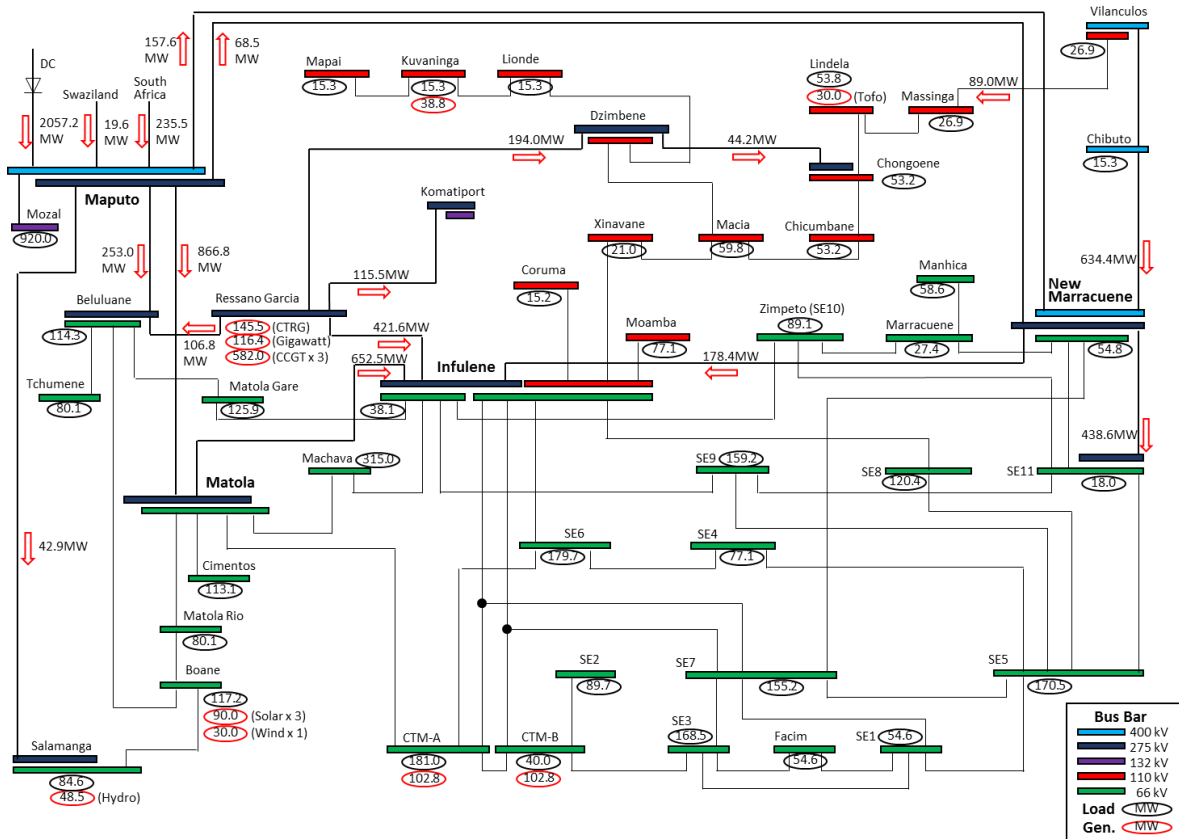 157.6
MW
68.5
MW
DC
Swaziland
South
Africa
2057.2
MW
19.6
MW
235.5
MW
Maputo
Mozal
920.0
Mapai
15.3
Kuvaninga
15.3
38.8
Lionde
15.3
Lindela
53.8
30.0 (Tofo)
Massinga
26.9
89.0MW
Vilanculos
26.9
Chibuto
15.3
Dzimbene
194.0MW
44.2MW
Chongoene
53.2
Komatiport
Xinavane
21.0
Macia
59.8
Chicumbane
53.2
253.0
MW
866.8
MW
115.5MW
Coruma
15.2
Manhica
58.6
634.4MW
New
Marracuene
54.8
Beluluane
114.3
Ressano Garcia
145.5 (CTRG)
116.4 (Gigawatt)
582.0 (CCGT x 3)
106.8
MW
421.6MW
652.5MW
Moamba
77.1
Zimpeto (SE10)
89.1
Marracuene
27.4
178.4MW
Infulene
38.1
Tchumene
80.1
Matola Gare
125.9
438.6MW
Machava
315.0
SE9
159.2
SE8
120.4
SE11
18.0
Matola
42.9MW
SE6
179.7
SE4
77.1
Cimentos
113.1
Matola Rio
80.1
Boane
117.2
90.0 (Solar x 3)
30.0 (Wind x 1)
SE2
89.7
SE7
155.2
SE5
170.5
Salamanga
84.6
48.5 (Hydro)
CTM-A
181.0
102.8
CTM-B
40.0
102.8
SE3
168.5
Facim
54.6
SE1
54.6
Bus Bar
400 kV
275 kV
132 kV
110 kV
66 kV
Load MW
Gen. MW